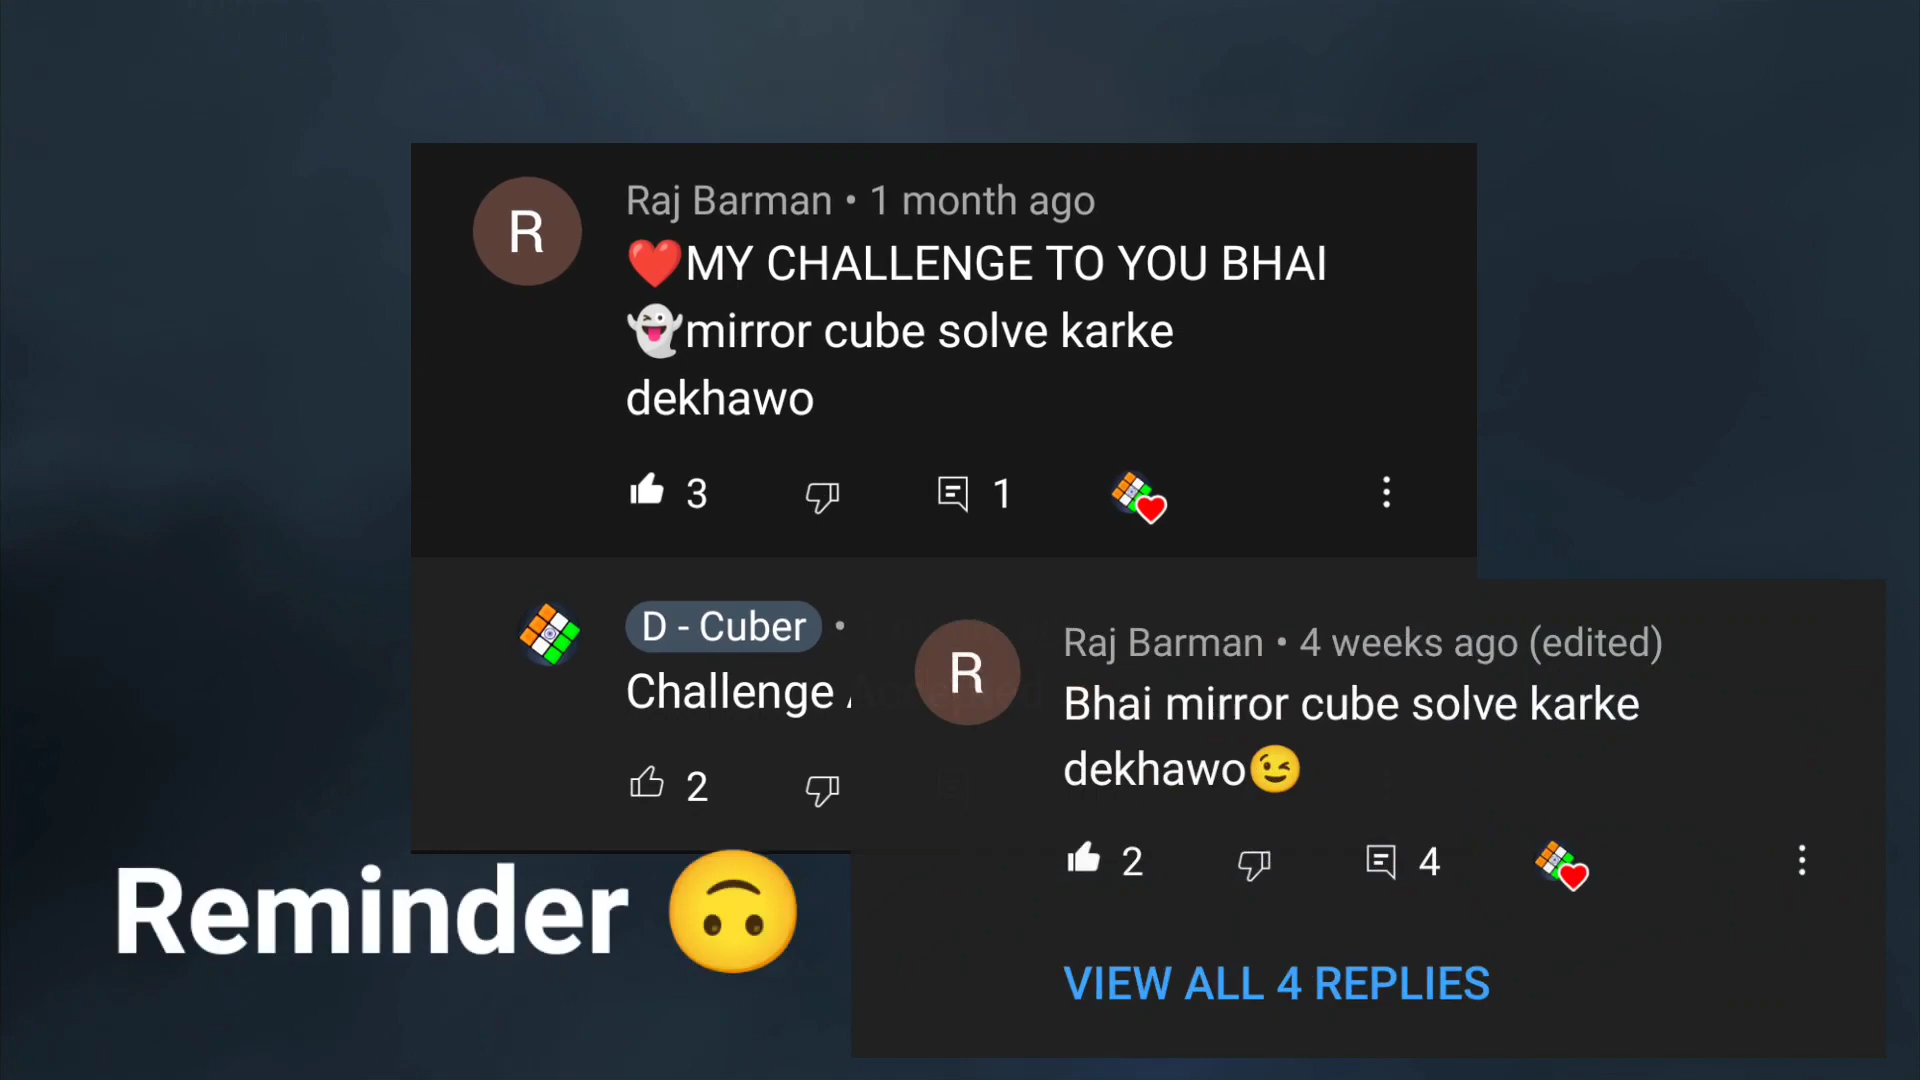 R
Raj Barman • 1 month ago
❤️MY CHALLENGE TO YOU BHAI
👻mirror cube solve karke
dekhawo
3
1
D - Cuber •
Challenge
2
R
Raj Barman • 4 weeks ago (edited)
Bhai mirror cube solve karke
dekhawo😉
2
4
VIEW ALL 4 REPLIES
Reminder 🙃